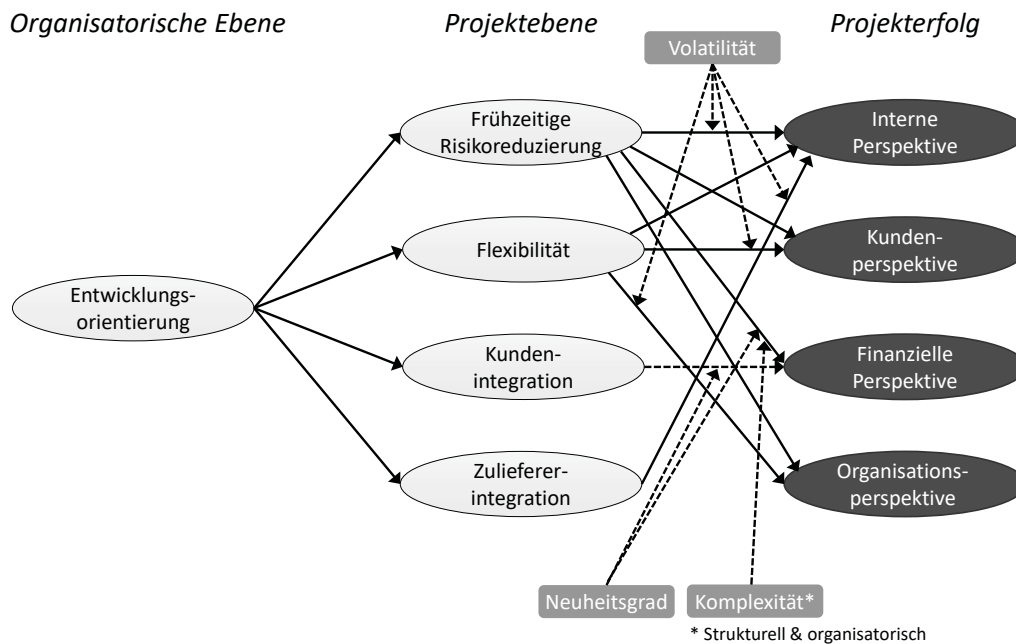 Organisatorische Ebene
Projektebene
Projekterfolg
Volatilität
Frühzeitige
Risikoreduzierung
Interne
Perspektive
Flexibilität
Kunden-
perspektive
Entwicklungs-
orientierung
Kunden-
integration
Finanzielle
Perspektive
Zulieferer-
integration
Organisations-
perspektive
Neuheitsgrad
Komplexität*
* Strukturell & organisatorisch